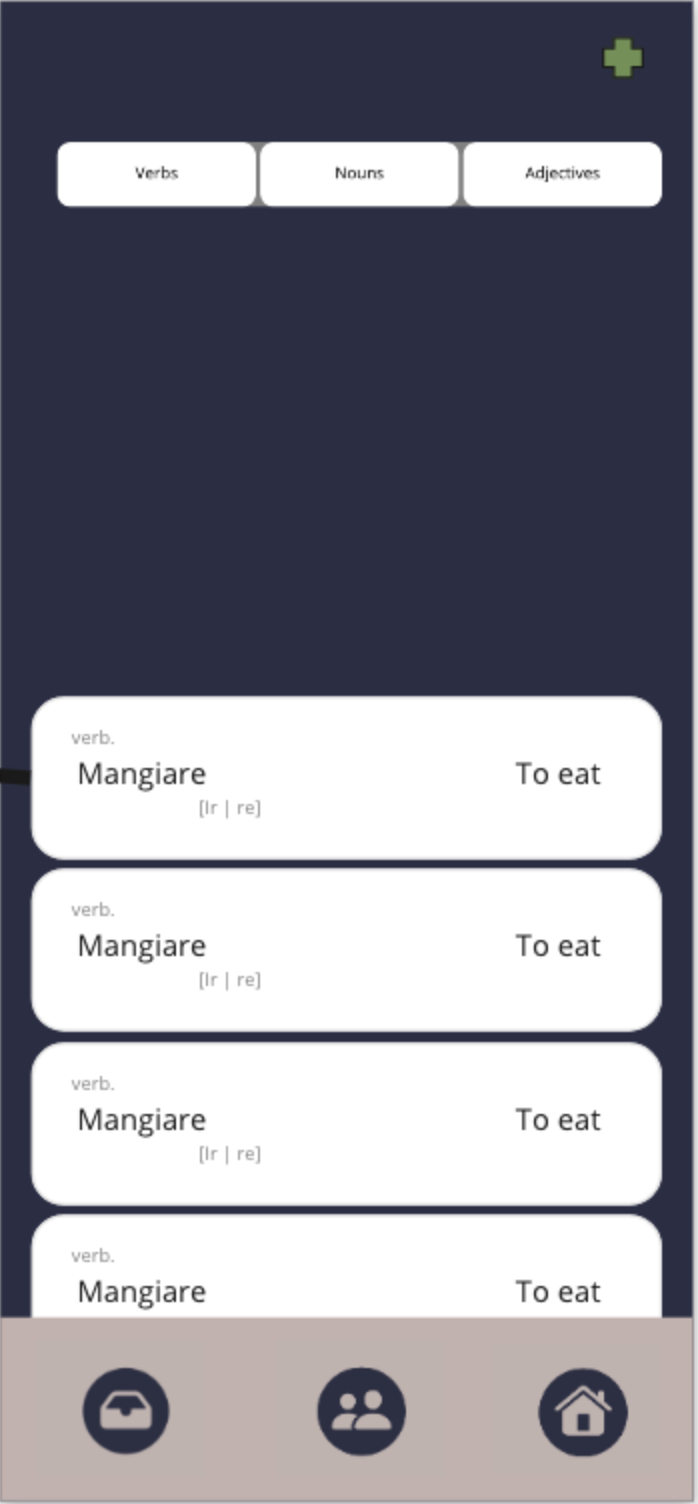 Verbs Nouns Adjectives
verb.
Mangiare To eat
[Ir | re]
verb.
Mangiare To eat
[Ir | re]
verb.
Mangiare To eat
[Ir | re]
verb.
Mangiare To eat